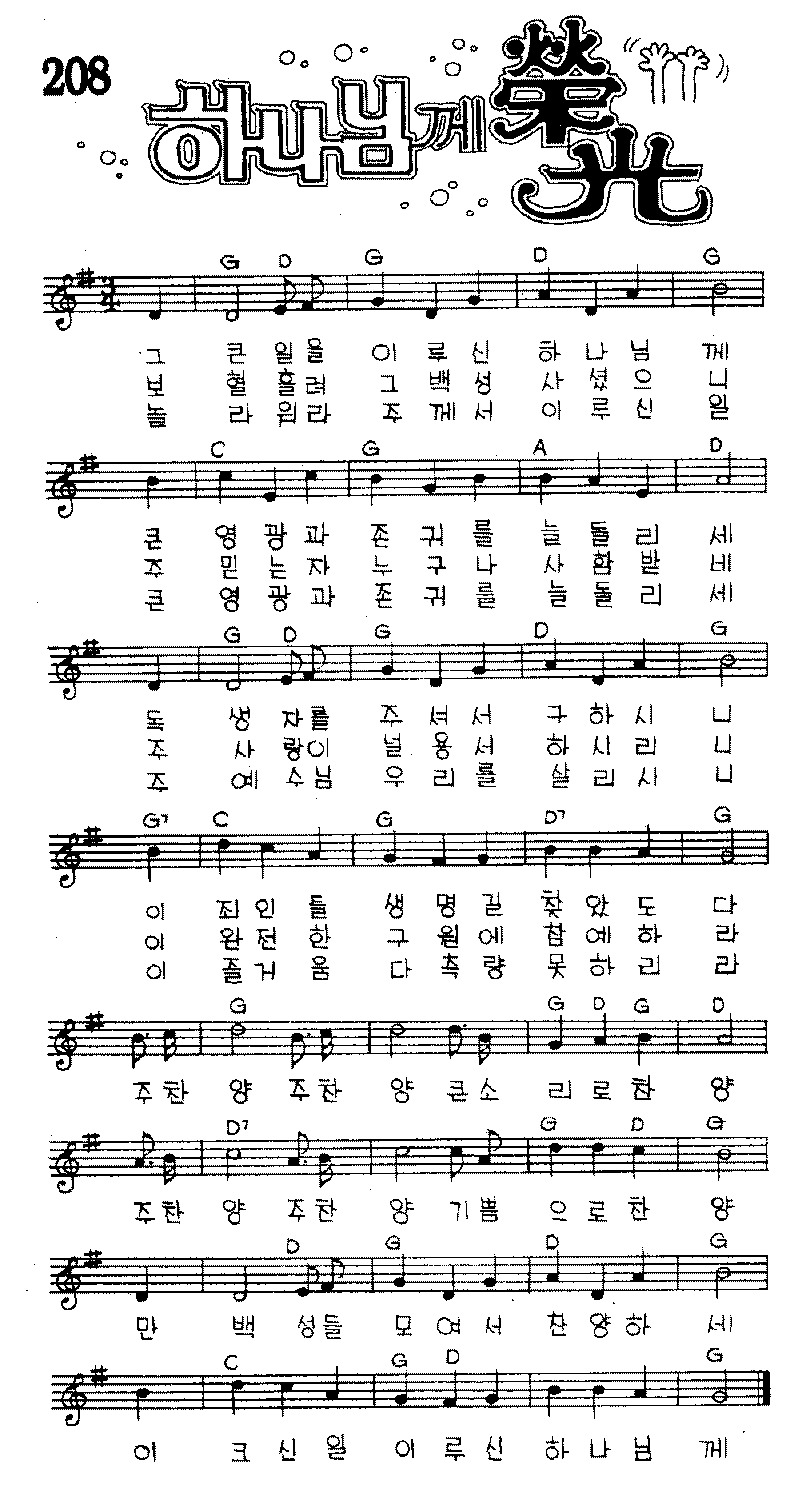 208
하나님께 榮光
G D G D G
그 큰 일을 이 루 신 하 나 님 께
보 혈 흘려 그 백 성 사 셨 으 니
놀 라 워라 주 께 서 이 루 신 일
C G A D
큰 영 광 과 존 귀 를 늘 돌 리 세
주 믿 는 자 누 구 나 사 함 받 네
큰 영 광 과 존 귀 를 늘 돌 리 세
G D G D G
독 생 자를 주 셔 서 구 하 시 니
주 사 랑이 널 용 서 하 시 리 니
주 예 수님 우 리 를 살 리 시 니
G7 C G D7 G
이 죄 인 들 생 명 길 찾 았 도 다
이 완 전 한 구 원 에 참 예 하 라
이 즐 거 움 다 측 량 못 하 리 라
G G D G D
주 찬 양 주 찬 양 큰 소 리 로 찬 양
D7 G D G
주 찬 양 주 찬 양 기 쁨 으 로 찬 양
D G D G
만 백 성 들 모 여 서 찬 양 하 세
C G D G
이 크 신 일 이 루 신 하 나 님 께